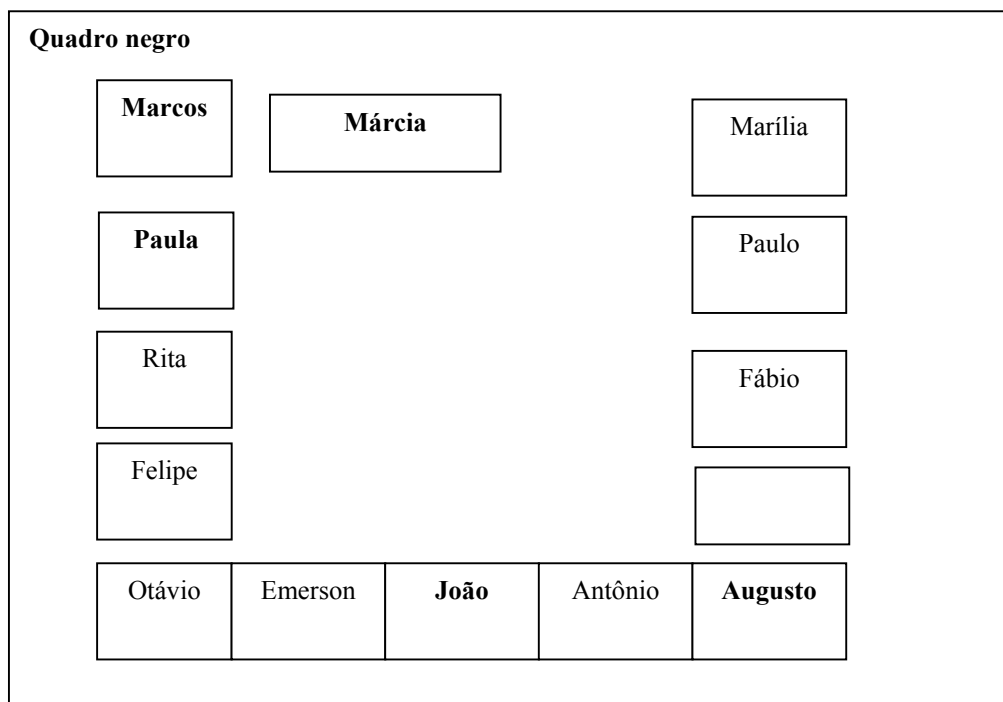 Quadro negro
Marcos
Márcia
Marília
Paula
Paulo
Rita
Fábio
Felipe
Otávio
Emerson
João
Antônio
Augusto